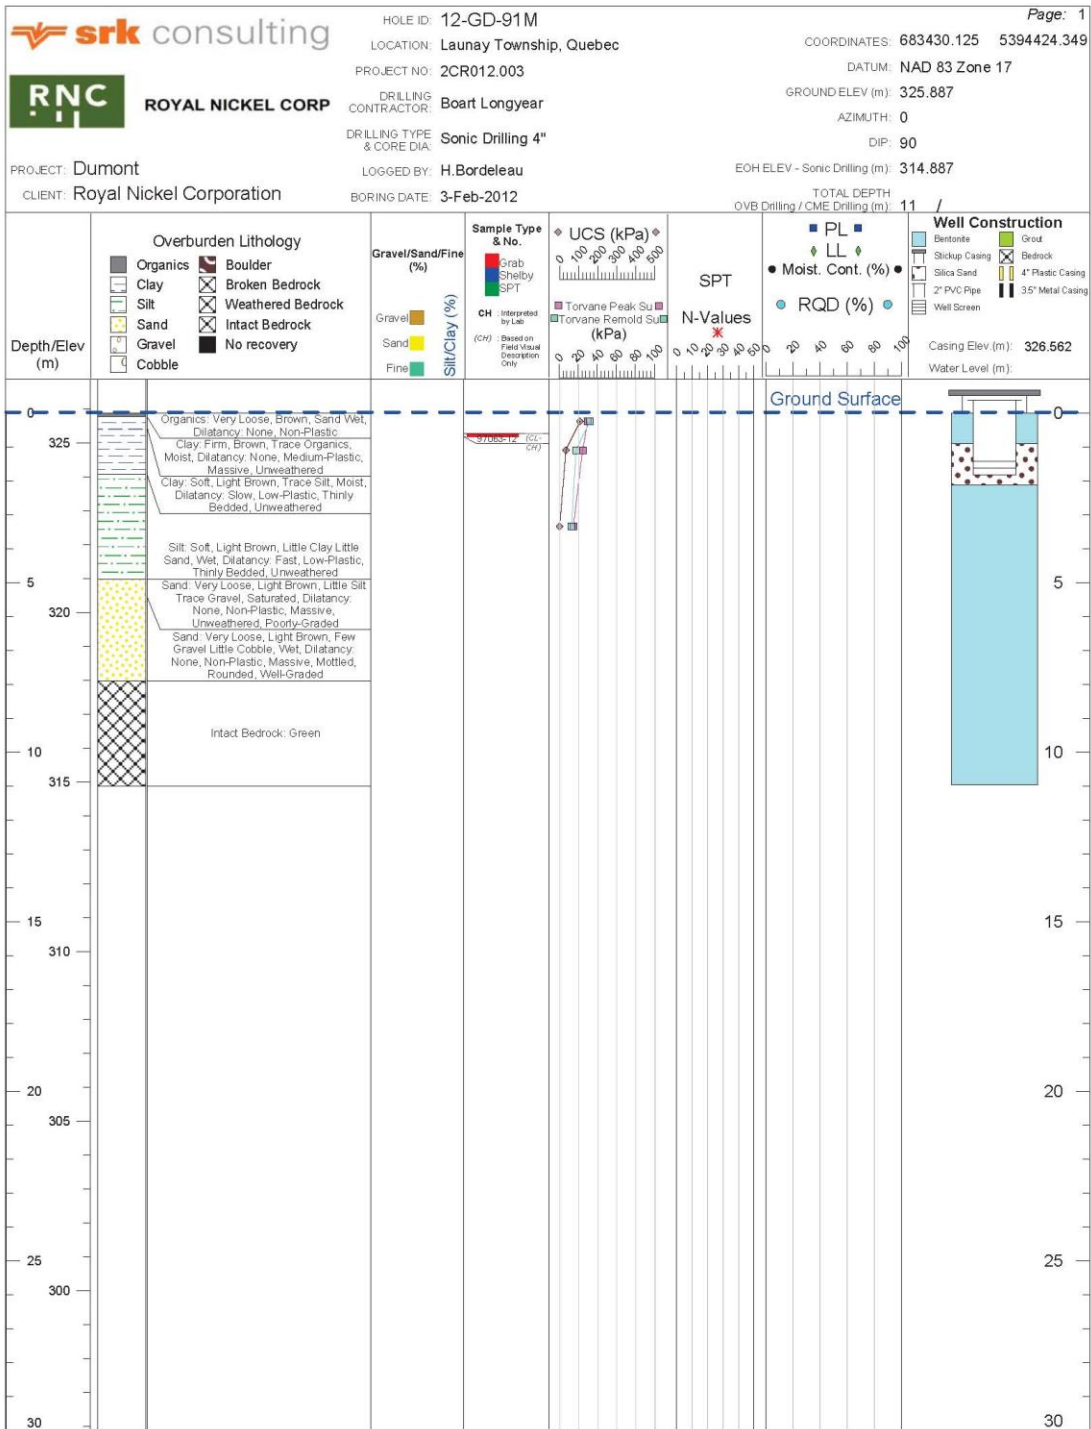 srk consulting
RNC
ROYAL NICKEL CORP
PROJECT: Dumont
CLIENT: Royal Nickel Corporation
HOLE ID: 12-GD-91M
LOCATION: Launay Township, Quebec
PROJECT NO: 2CR012.003
DRILLING CONTRACTOR: Boart Longyear
DRILLING TYPE & CORE DIA: Sonic Drilling 4"
LOGGED BY: H.Bordeleau
BORING DATE: 3-Feb-2012
Page: 1
COORDINATES: 683430.125 5394424.349
DATUM: NAD 83 Zone 17
GROUND ELEV (m): 325.887
AZIMUTH: 0
DIP: 90
EOH ELEV - Sonic Drilling (m): 314.887
TOTAL DEPTH
OVB Drilling / CME Drilling (m): 11 /
Depth/Elev
(m)
Overburden Lithology
Organics
Clay
Silt
Sand
Gravel
Cobble
Boulder
Broken Bedrock
Weathered Bedrock
Intact Bedrock
No recovery
Gravel/Sand/Fine
(%)
Gravel
Sand
Fine
Silt/Clay (%)
Sample Type
& No.
Grab
Shelby
SPT
CH : Interpreted by Lab
(CH) : Based on Field Visual Description Only
UCS (kPa)
0 100 200 300 400 500
Torvane Peak Su
Torvane Remold Su
(kPa)
0 20 40 60 80 100
SPT
N-Values
0 10 20 30 40 50
PL
LL
Moist. Cont. (%)
RQD (%)
0 20 40 60 80 100
Well Construction
Bentonite
Stickup Casing
Silica Sand
2" PVC Pipe
Well Screen
Grout
Bedrock
4" Plastic Casing
3.5" Metal Casing
Casing Elev.(m): 326.562
Water Level (m):
Ground Surface
0
325
5
320
10
315
15
310
20
305
25
300
30
Organics: Very Loose, Brown, Sand Wet,
Dilatancy: None, Non-Plastic
Clay: Firm, Brown, Trace Organics,
Moist, Dilatancy: None, Medium-Plastic,
Massive, Unweathered
Clay: Soft, Light Brown, Trace Silt, Moist,
Dilatancy: Slow, Low-Plastic, Thinly
Bedded, Unweathered
Silt: Soft, Light Brown, Little Clay Little
Sand, Wet, Dilatancy: Fast, Low-Plastic,
Thinly Bedded, Unweathered
Sand: Very Loose, Light Brown, Little Silt
Trace Gravel, Saturated, Dilatancy:
None, Non-Plastic, Massive,
Unweathered, Poorly-Graded
Sand: Very Loose, Light Brown, Few
Gravel Little Cobble, Wet, Dilatancy:
None, Non-Plastic, Massive, Mottled,
Rounded, Well-Graded
Intact Bedrock: Green
97063-12
(CL-
CH)
0
5
10
15
20
25
30